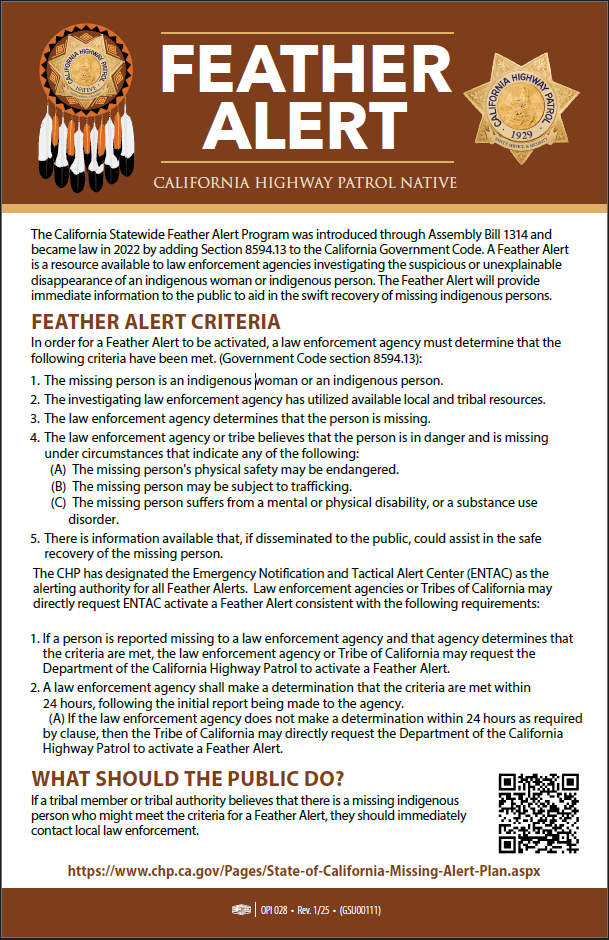 CALIFORNIA HIGHWAY PATROL
NATIVE
FEATHER
ALERT
CALIFORNIA HIGHWAY PATROL NATIVE
CALIFORNIA HIGHWAY PATROL
1929
The California Statewide Feather Alert Program was introduced through Assembly Bill 1314 and
became law in 2022 by adding Section 8594.13 to the California Government Code. A Feather Alert
is a resource available to law enforcement agencies investigating the suspicious or unexplainable
disappearance of an indigenous woman or indigenous person. The Feather Alert will provide
immediate information to the public to aid in the swift recovery of missing indigenous persons.
FEATHER ALERT CRITERIA
In order for a Feather Alert to be activated, a law enforcement agency must determine that the
following criteria have been met. (Government Code section 8594.13):
1. The missing person is an indigenous woman or an indigenous person.
2. The investigating law enforcement agency has utilized available local and tribal resources.
3. The law enforcement agency determines that the person is missing.
4. The law enforcement agency or tribe believes that the person is in danger and is missing
under circumstances that indicate any of the following:
(A) The missing person's physical safety may be endangered.
(B) The missing person may be subject to trafficking.
(C) The missing person suffers from a mental or physical disability, or a substance use
disorder.
5. There is information available that, if disseminated to the public, could assist in the safe
recovery of the missing person.
The CHP has designated the Emergency Notification and Tactical Alert Center (ENTAC) as the
alerting authority for all Feather Alerts. Law enforcement agencies or Tribes of California may
directly request ENTAC activate a Feather Alert consistent with the following requirements:
1. If a person is reported missing to a law enforcement agency and that agency determines that
the criteria are met, the law enforcement agency or Tribe of California may request the
Department of the California Highway Patrol to activate a Feather Alert.
2. A law enforcement agency shall make a determination that the criteria are met within
24 hours, following the initial report being made to the agency.
(A) If the law enforcement agency does not make a determination within 24 hours as required
by clause, then the Tribe of California may directly request the Department of the California
Highway Patrol to activate a Feather Alert.
WHAT SHOULD THE PUBLIC DO?
If a tribal member or tribal authority believes that there is a missing indigenous
person who might meet the criteria for a Feather Alert, they should immediately
contact local law enforcement.
https://www.chp.ca.gov/Pages/State-of-California-Missing-Alert-Plan.aspx
OPI 028 • Rev. 1/25 • (GSU00111)